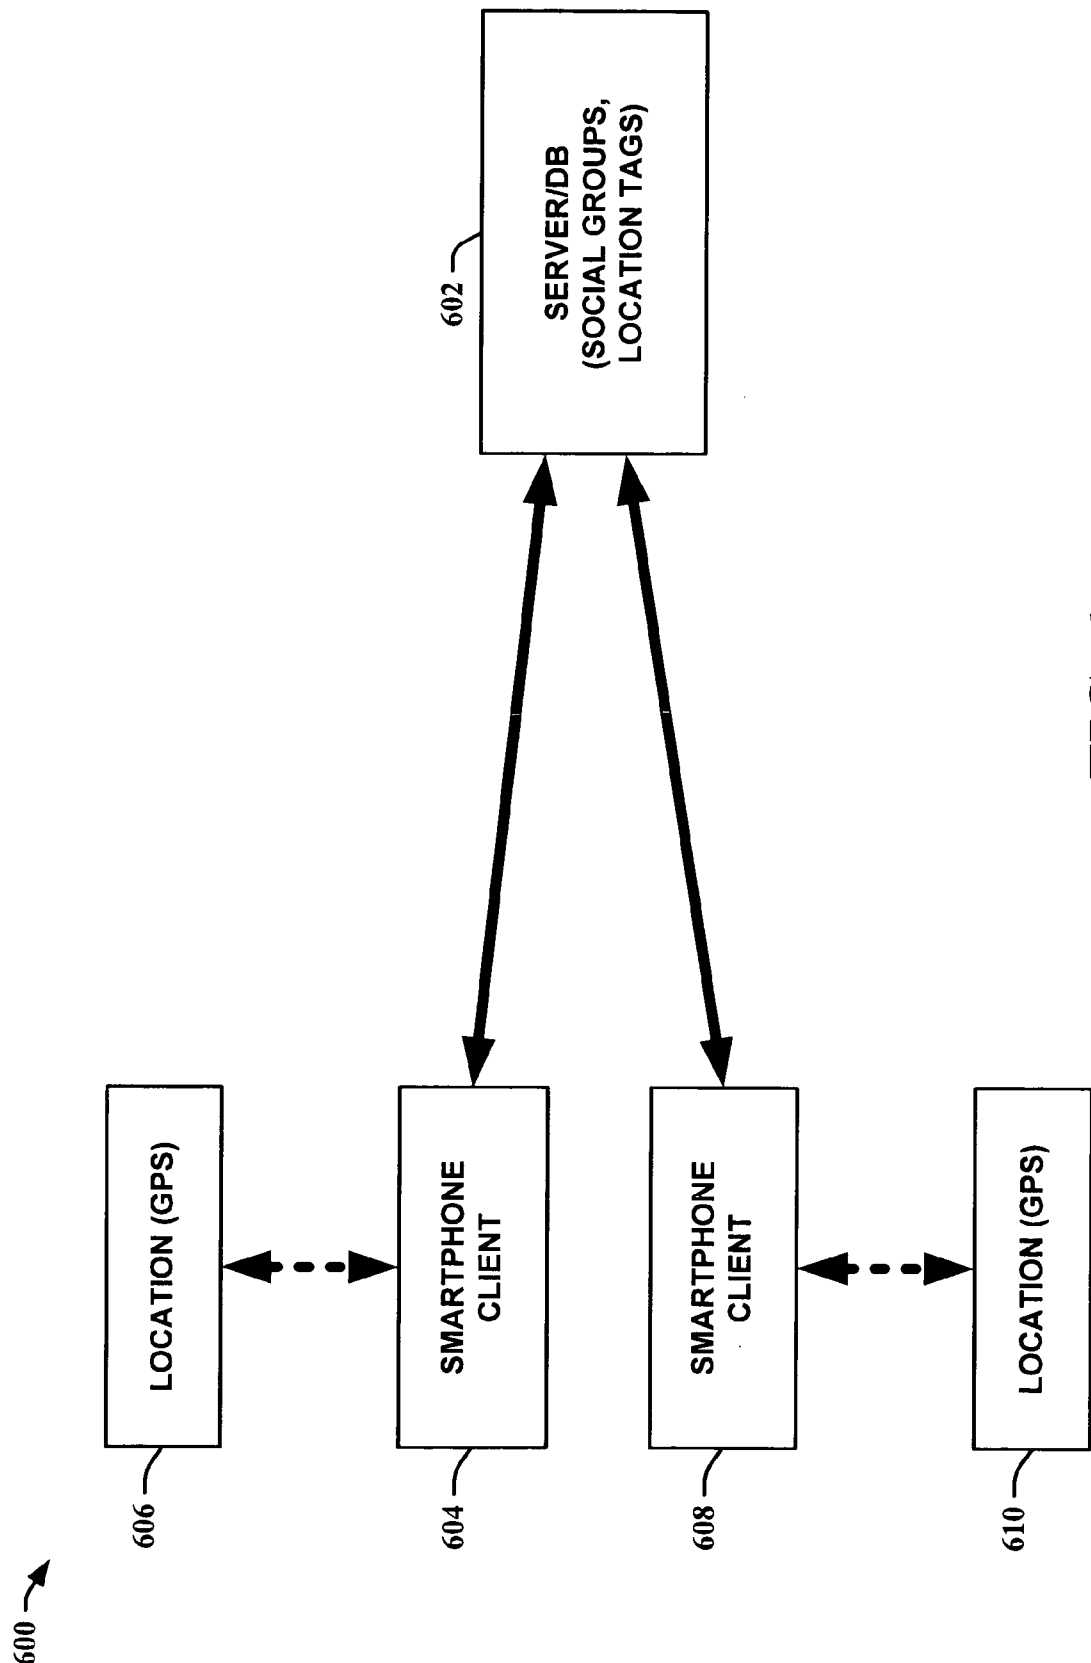 600
606
LOCATION (GPS)
604
SMARTPHONE
CLIENT
602
SERVER/DB
(SOCIAL GROUPS,
LOCATION TAGS)
608
SMARTPHONE
CLIENT
610
LOCATION (GPS)